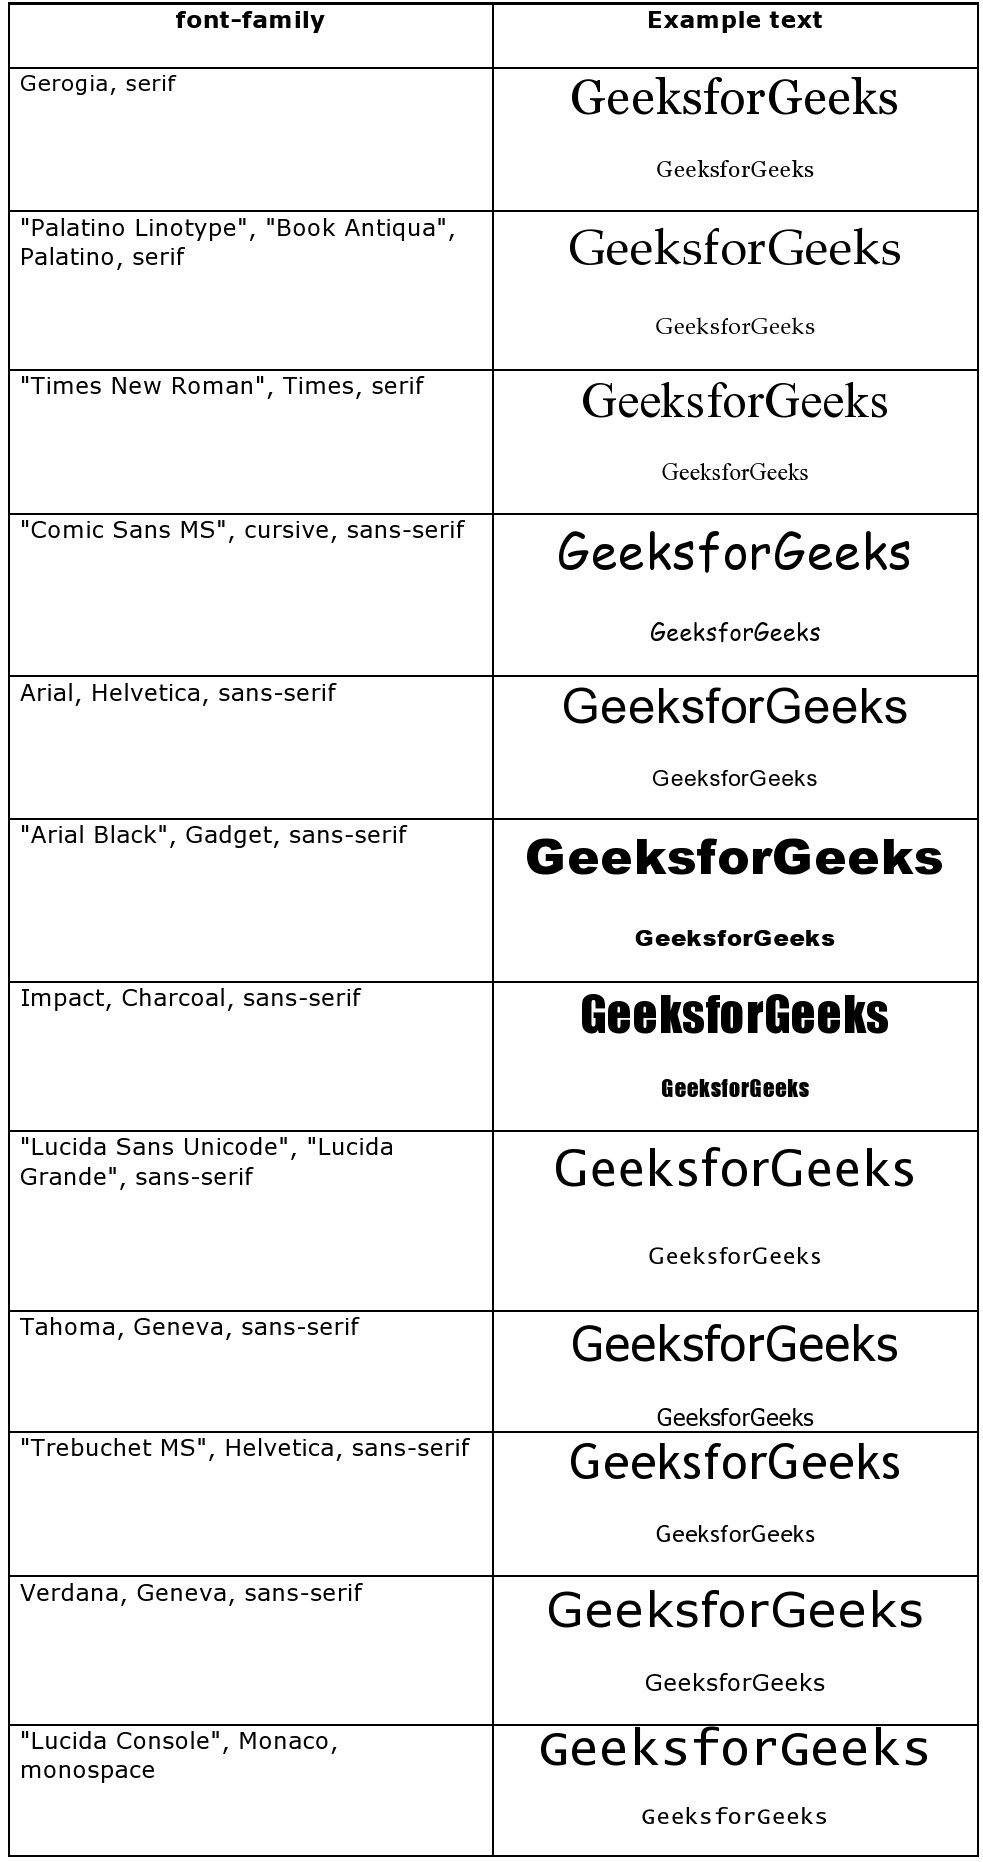 font-family
Example text
Gerogia, serif
GeeksforGeeks
GeeksforGeeks
"Palatino Linotype", "Book Antiqua",
Palatino, serif
GeeksforGeeks
GeeksforGeeks
"Times New Roman", Times, serif
GeeksforGeeks
GeeksforGeeks
"Comic Sans MS", cursive, sans-serif
GeeksforGeeks
GeeksforGeeks
Arial, Helvetica, sans-serif
GeeksforGeeks
GeeksforGeeks
"Arial Black", Gadget, sans-serif
GeeksforGeeks
GeeksforGeeks
Impact, Charcoal, sans-serif
GeeksforGeeks
GeeksforGeeks
"Lucida Sans Unicode", "Lucida
Grande", sans-serif
GeeksforGeeks
GeeksforGeeks
Tahoma, Geneva, sans-serif
GeeksforGeeks
GeeksforGeeks
"Trebuchet MS", Helvetica, sans-serif
GeeksforGeeks
GeeksforGeeks
Verdana, Geneva, sans-serif
GeeksforGeeks
GeeksforGeeks
"Lucida Console", Monaco,
monospace
GeeksforGeeks
GeeksforGeeks